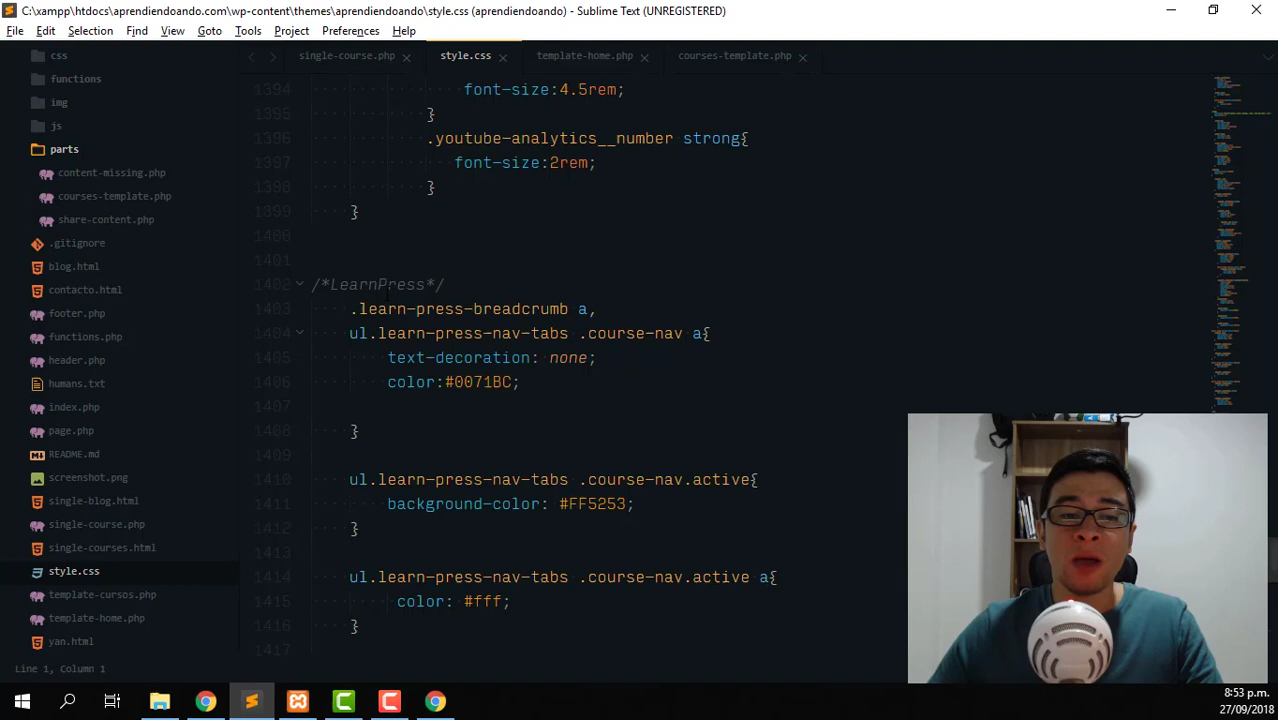 C:\xampp\htdocs\aprendiendoando.com\wp-content\themes\aprendiendoando\style.css (aprendiendoando) - Sublime Text (UNREGISTERED)
File Edit Selection Find View Goto Tools Project Preferences Help
css
functions
img
js
parts
content-missing.php
courses-template.php
share-content.php
.gitignore
blog.html
contacto.html
footer.php
functions.php
header.php
humans.txt
index.php
page.php
README.md
screenshot.png
single-blog.html
single-course.php
single-courses.html
style.css
template-cursos.php
template-home.php
yan.html
single-course.php style.css template-home.php courses-template.php
1394 font-size:4.5rem;
1395 }
1396 .youtube-analytics__number strong{
1397 font-size:2rem;
1398 }
1399 }
1400
1401
1402 /*LearnPress*/
1403 .learn-press-breadcrumb a,
1404 ul.learn-press-nav-tabs .course-nav a{
1405 text-decoration: none;
1406 color:#0071BC;
1407
1408 }
1409
1410 ul.learn-press-nav-tabs .course-nav.active{
1411 background-color: #FF5253;
1412 }
1413
1414 ul.learn-press-nav-tabs .course-nav.active a{
1415 color: #fff;
1416 }
1417
Line 1, Column 1
8:53 p.m.
27/09/2018